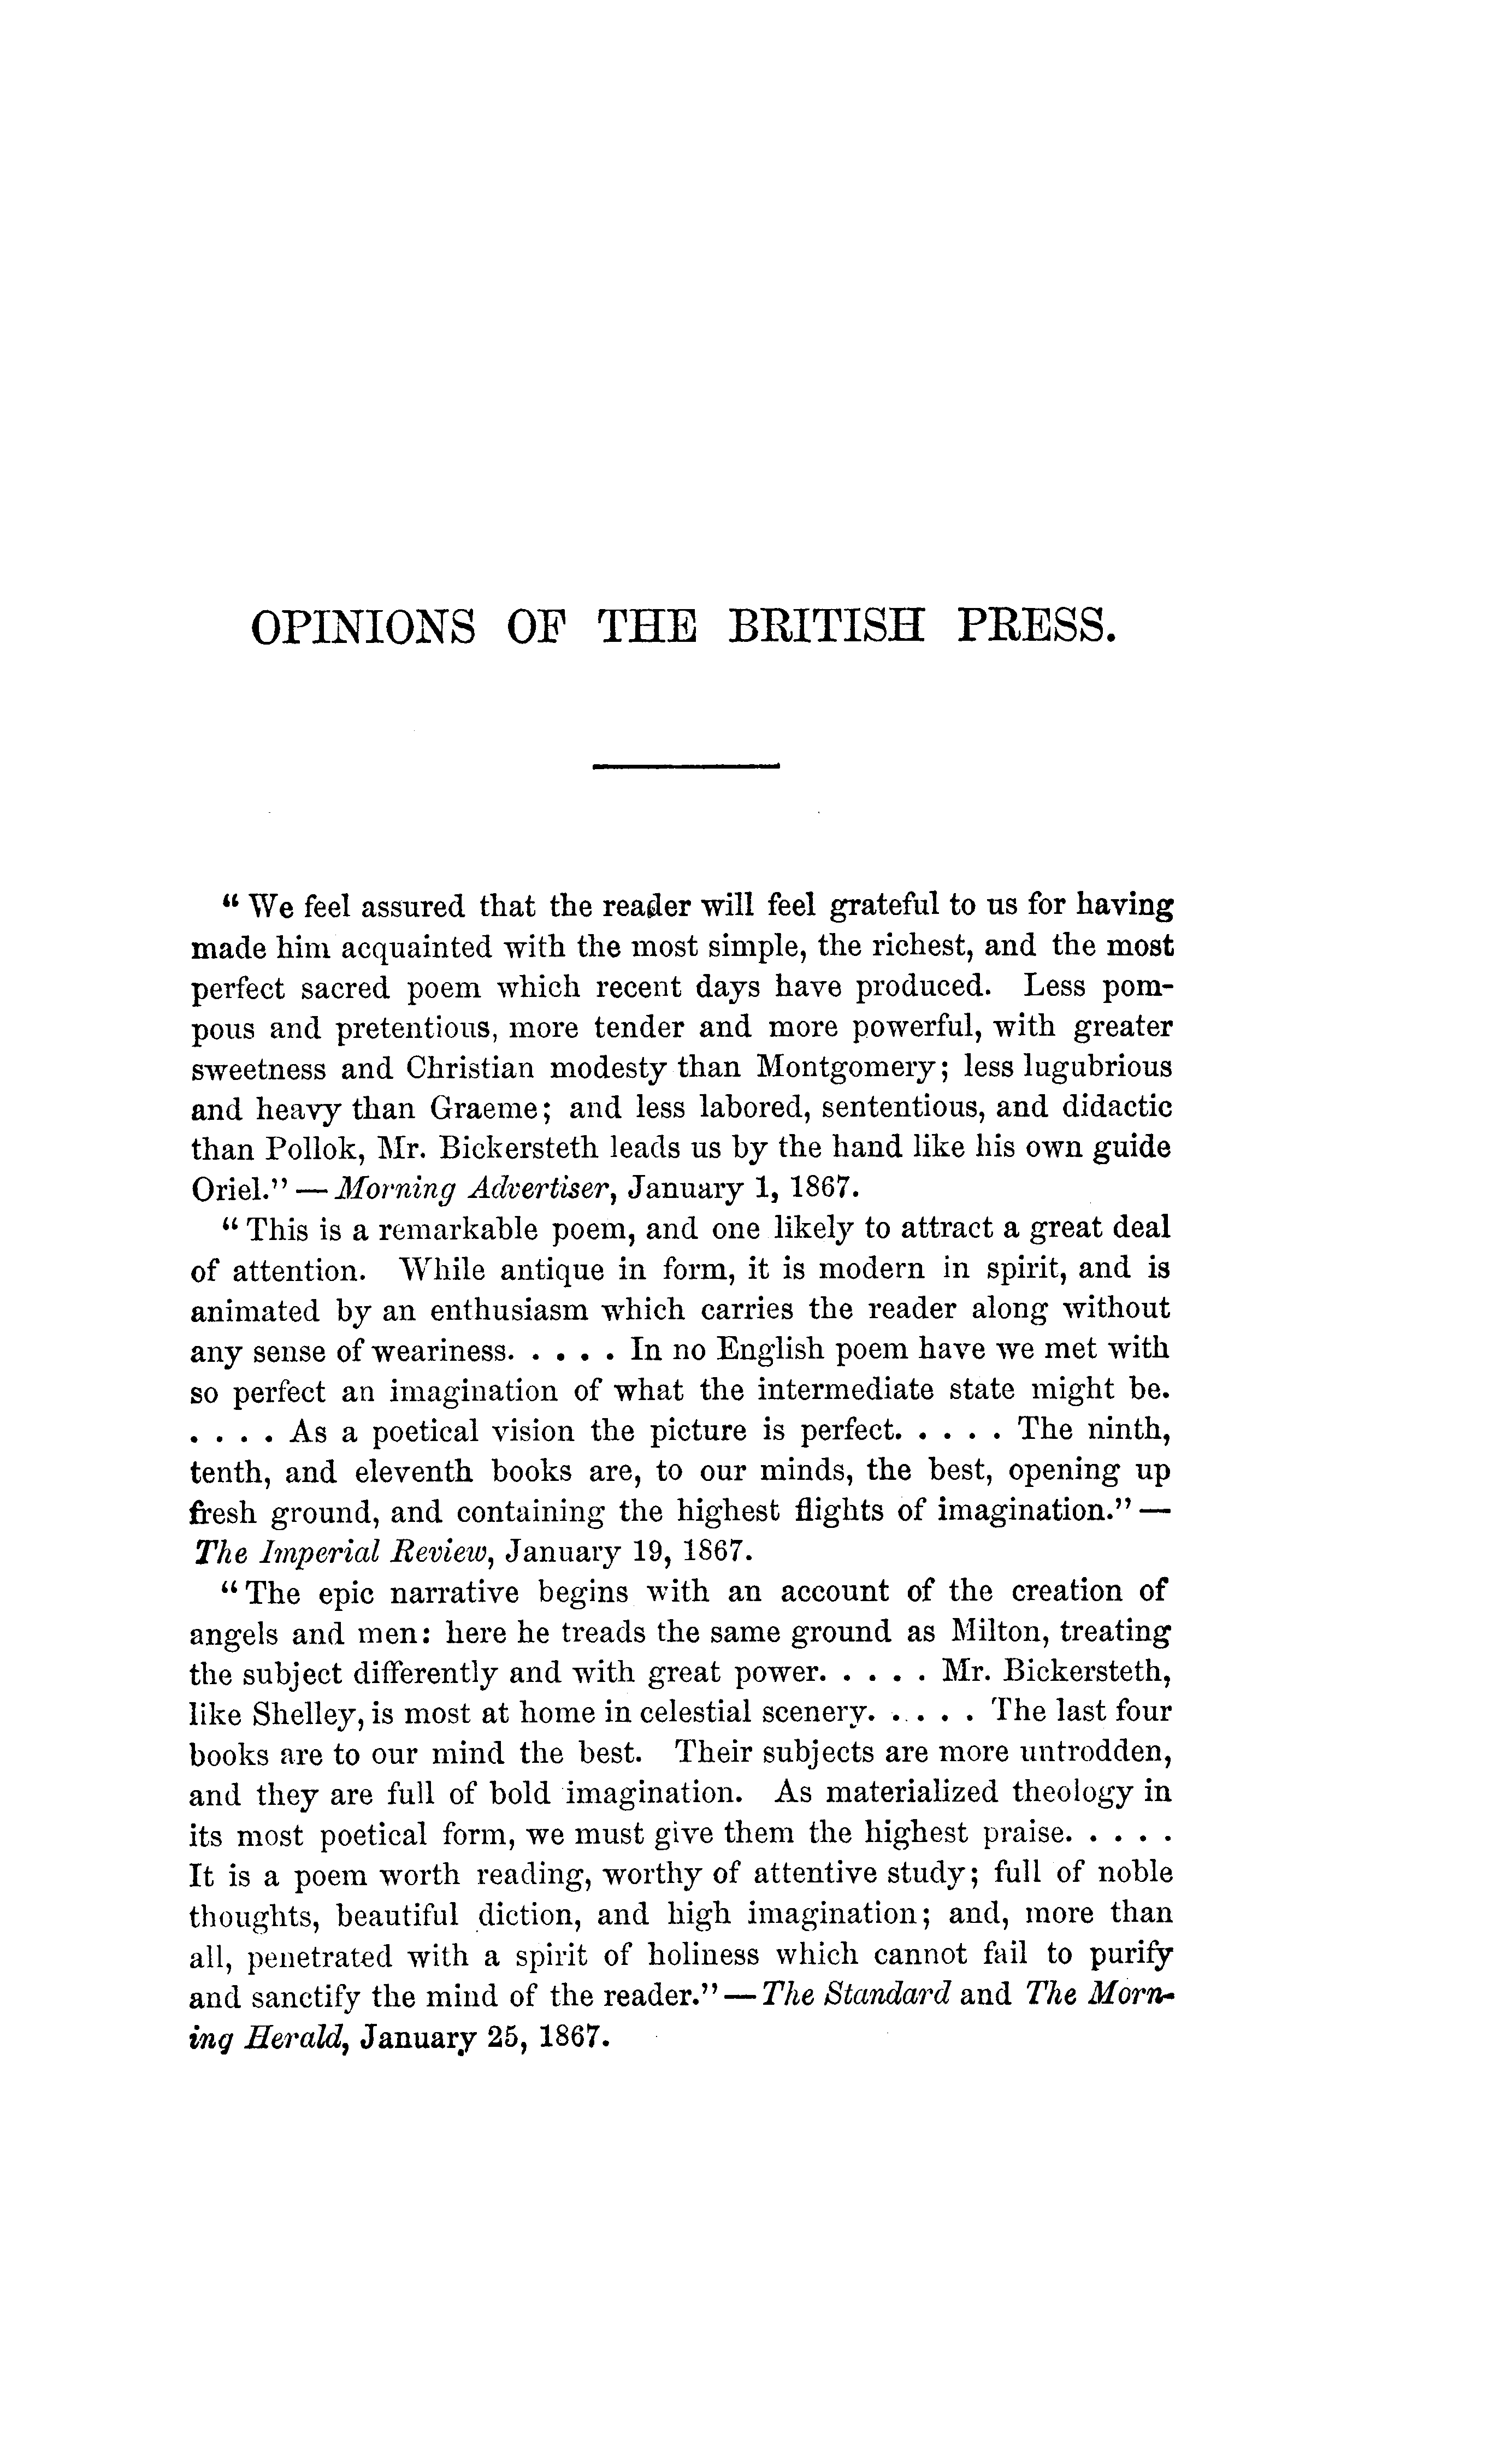 OPINIONS OF THE BRITISH PRESS.
“ We feel assured that the reader will feel grateful to us for having
made him acquainted with the most simple, the richest, and the most
perfect sacred poem which recent days have produced. Less pom-
pous and pretentious, more tender and more powerful, with greater
sweetness and Christian modesty than Montgomery; less lugubrious
and heavy than Graeme; and less labored, sententious, and didactic
than Pollok, Mr. Bickersteth leads us by the hand like his own guide
Oriel.” — Morning Advertiser, January 1, 1867.
“ This is a remarkable poem, and one likely to attract a great deal
of attention. While antique in form, it is modern in spirit, and is
animated by an enthusiasm which carries the reader along without
any sense of weariness. . . . . In no English poem have we met with
so perfect an imagination of what the intermediate state might be.
. . . . As a poetical vision the picture is perfect. . . . . The ninth,
tenth, and eleventh books are, to our minds, the best, opening up
fresh ground, and containing the highest flights of imagination.” —
The Imperial Review, January 19, 1867.
“ The epic narrative begins with an account of the creation of
angels and men: here he treads the same ground as Milton, treating
the subject differently and with great power. . . . . Mr. Bickersteth,
like Shelley, is most at home in celestial scenery. . . . . The last four
books are to our mind the best. Their subjects are more untrodden,
and they are full of bold imagination. As materialized theology in
its most poetical form, we must give them the highest praise. . . . .
It is a poem worth reading, worthy of attentive study; full of noble
thoughts, beautiful diction, and high imagination; and, more than
all, penetrated with a spirit of holiness which cannot fail to purify
and sanctify the mind of the reader.” — The Standard and The Morn-
ing Herald, January 25, 1867.